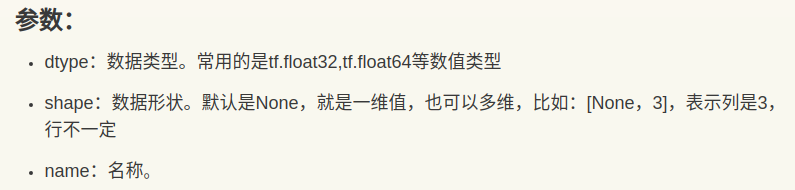 参数：
dtype：数据类型。常用的是tf.float32,tf.float64等数值类型
shape：数据形状。默认是None，就是一维值，也可以多维，比如：[None，3]，表示列是3，
行不一定
name：名称。